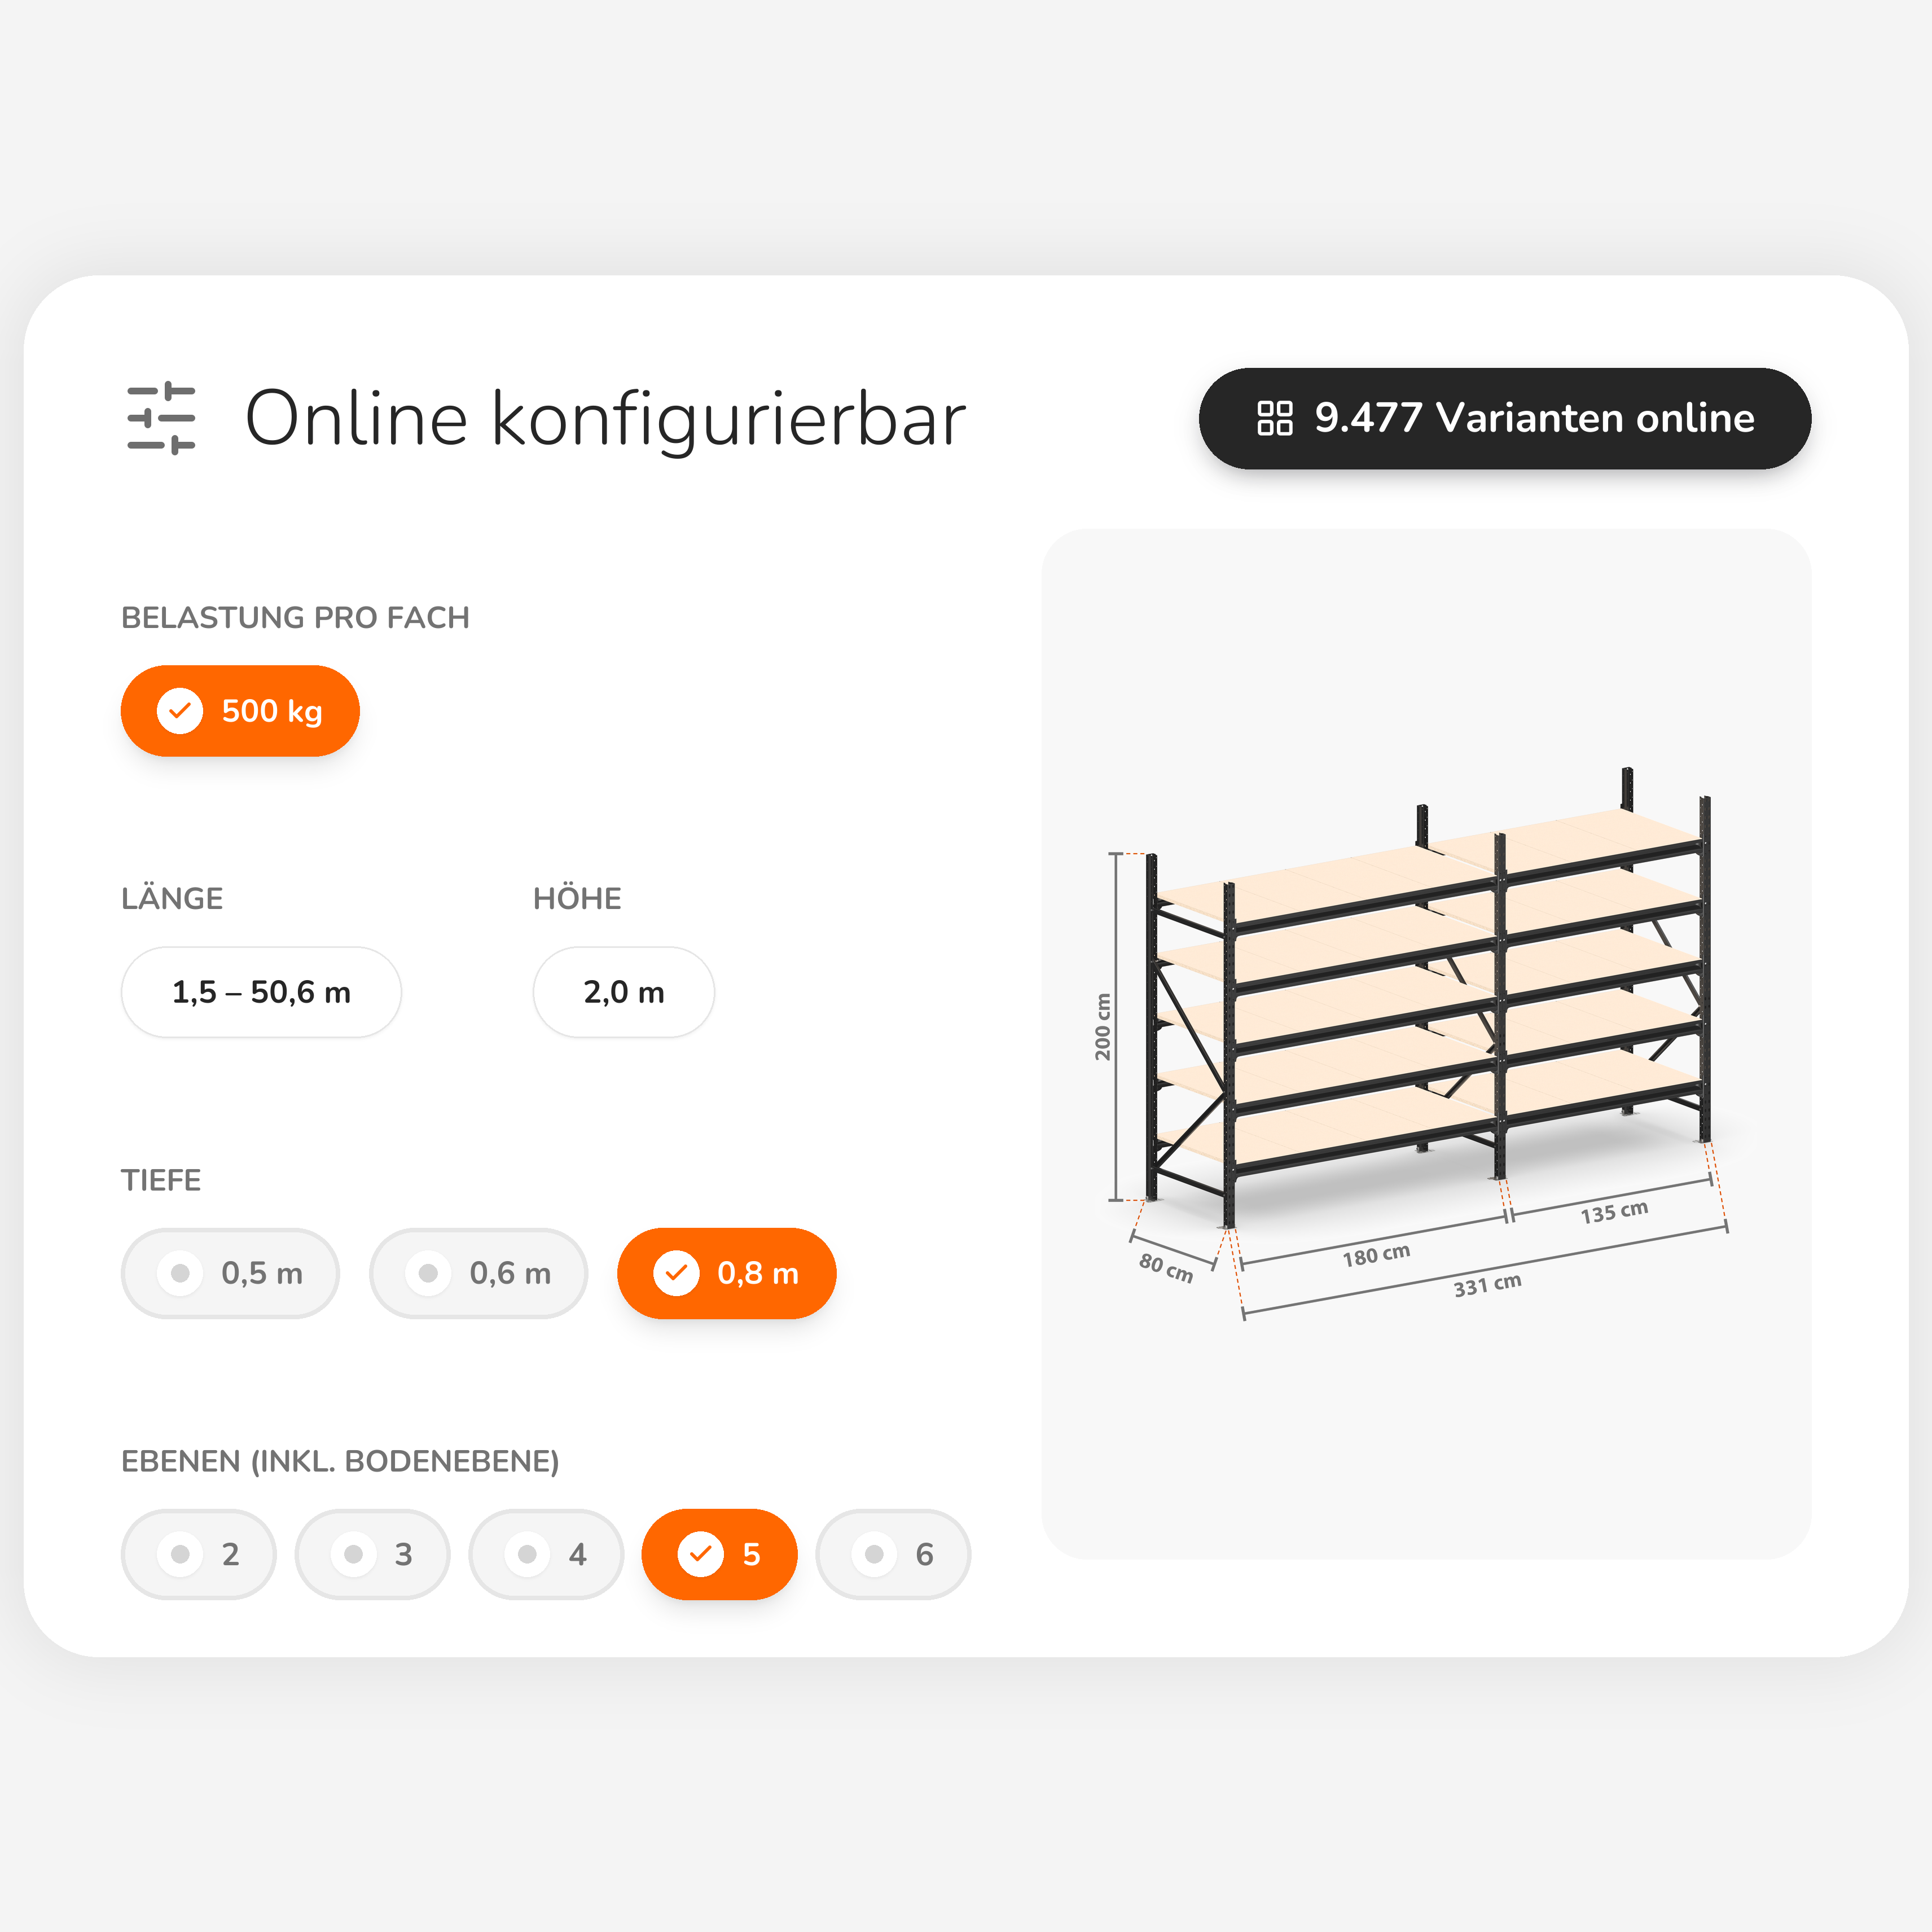 Online konfigurierbar
9.477 Varianten online
BELASTUNG PRO FACH
500 kg
LÄNGE
HÖHE
1,5 – 50,6 m
2,0 m
TIEFE
0,5 m
0,6 m
0,8 m
EBENEN (INKL. BODENEBENE)
2
3
4
5
6
200 cm
80 cm
180 cm
135 cm
331 cm